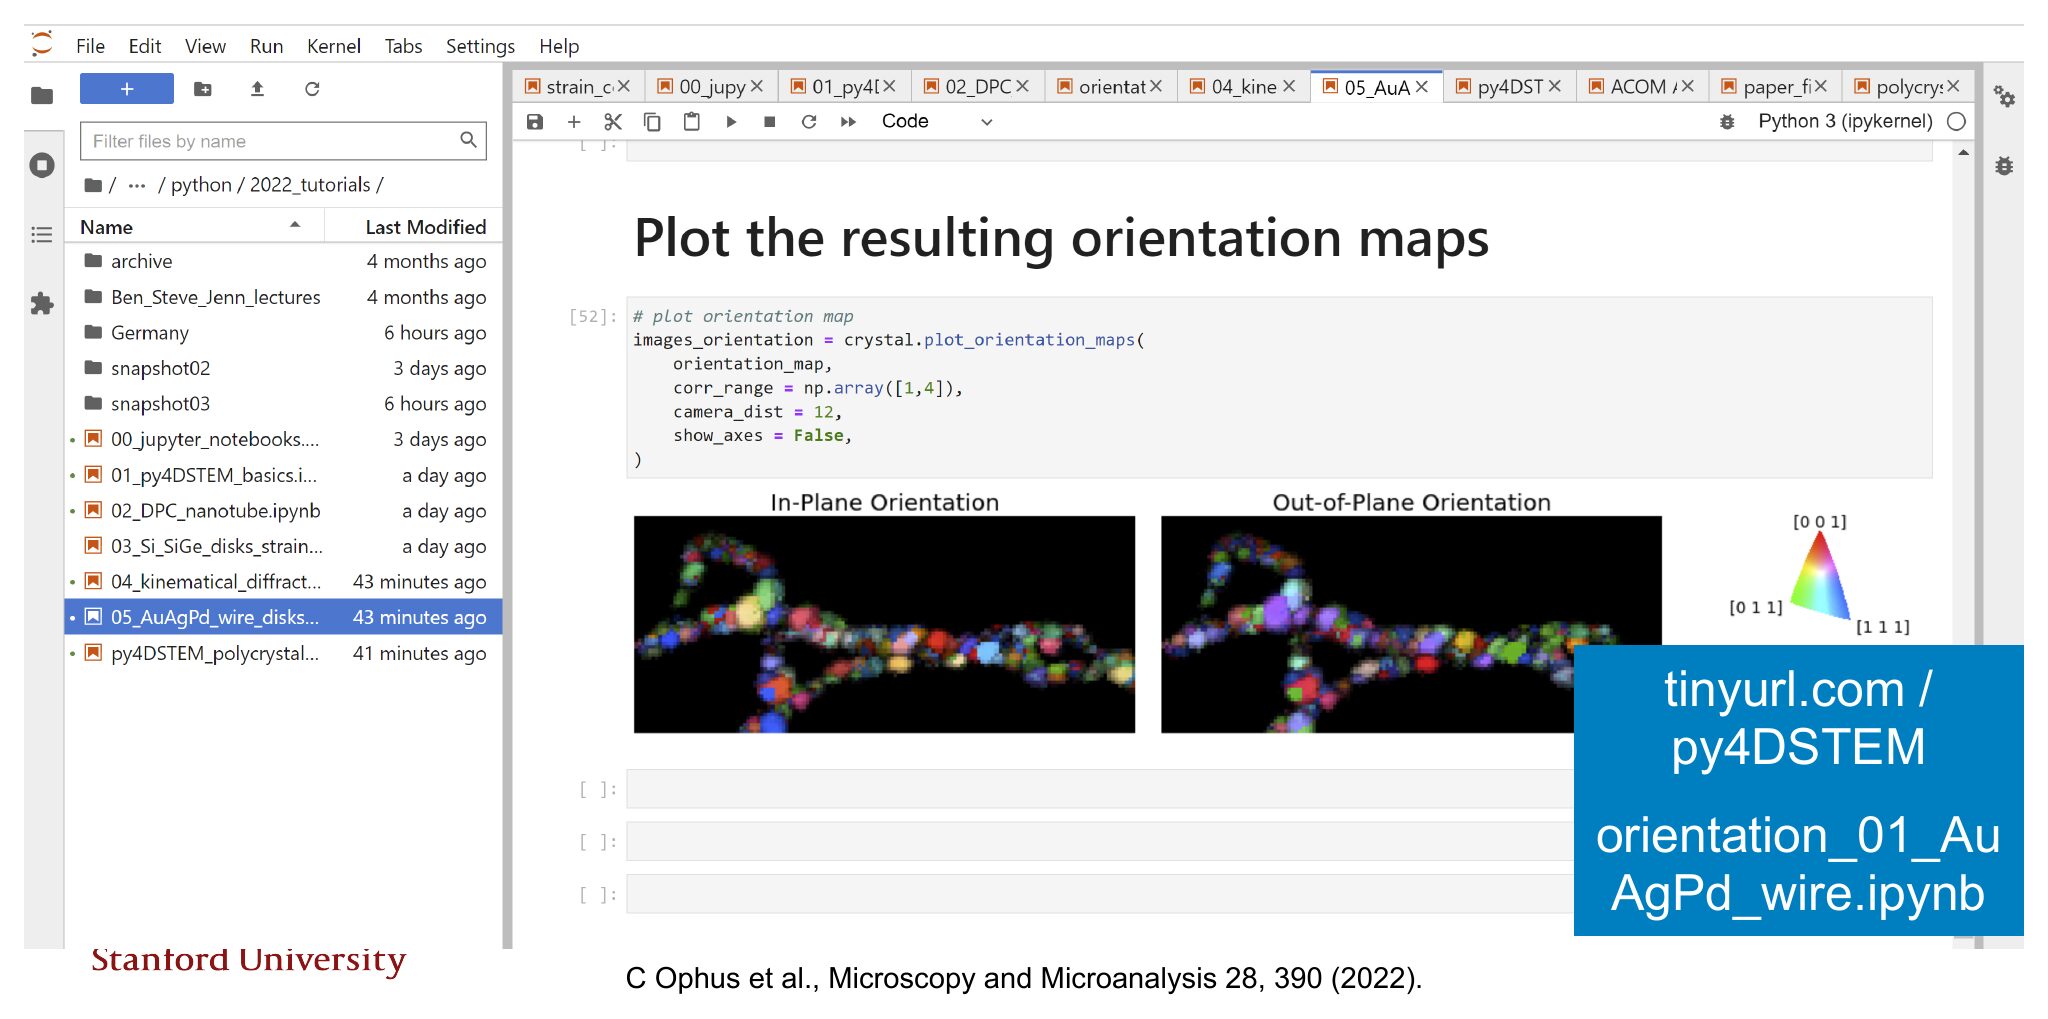 File Edit View Run Kernel Tabs Settings Help
+
Filter files by name
/ ··· / python / 2022_tutorials /
Name Last Modified
archive 4 months ago
Ben_Steve_Jenn_lectures 4 months ago
Germany 6 hours ago
snapshot02 3 days ago
snapshot03 6 hours ago
00_jupyter_notebooks.... 3 days ago
01_py4DSTEM_basics.i... a day ago
02_DPC_nanotube.ipynb a day ago
03_Si_SiGe_disks_strain... a day ago
04_kinematical_diffract... 43 minutes ago
05_AuAgPd_wire_disks... 43 minutes ago
py4DSTEM_polycrystal... 41 minutes ago
strain_c 00_jupy 01_py4D 02_DPC orientat 04_kine 05_AuA py4DST ACOM paper_fi polycrys
Code Python 3 (ipykernel)
[ ]:
Plot the resulting orientation maps
[52]: # plot orientation map
images_orientation = crystal.plot_orientation_maps(
    orientation_map,
    corr_range = np.array([1,4]),
    camera_dist = 12,
    show_axes = False,
)
In-Plane Orientation Out-of-Plane Orientation
[0 0 1]
[0 1 1]
[1 1 1]
[ ]:
[ ]:
[ ]:
tinyurl.com /
py4DSTEM
orientation_01_Au
AgPd_wire.ipynb
Stanford University
C Ophus et al., Microscopy and Microanalysis 28, 390 (2022).